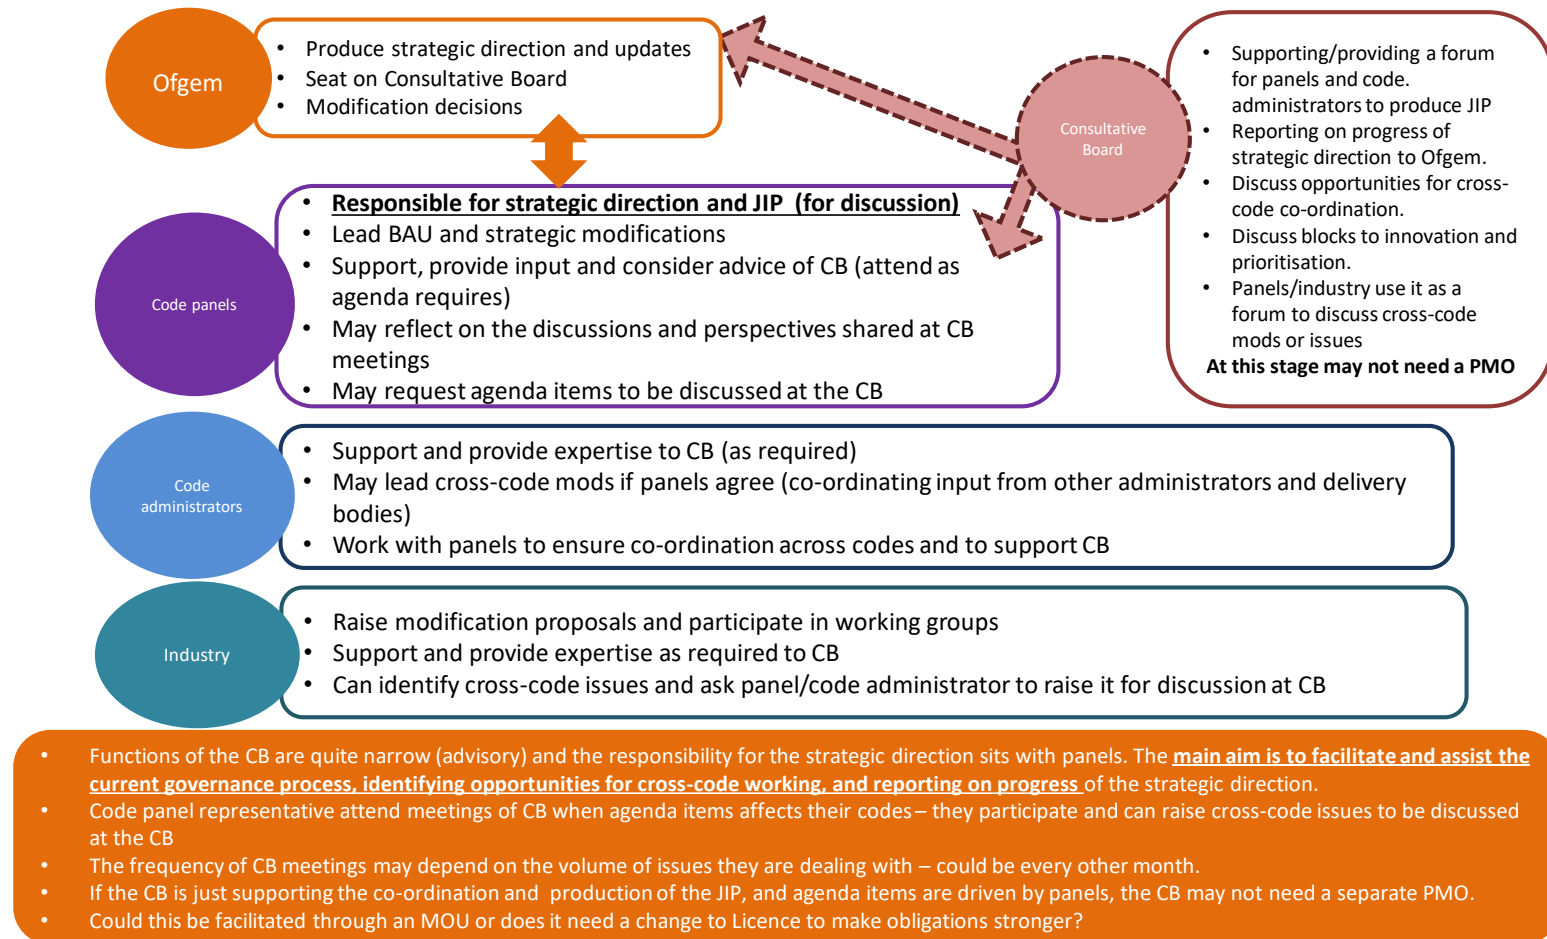 Ofgem
• Produce strategic direction and updates
• Seat on Consultative Board
• Modification decisions
Consultative
Board
• Supporting/providing a forum
for panels and code.
administrators to produce JIP
• Reporting on progress of
strategic direction to Ofgem.
• Discuss opportunities for cross-
code co-ordination.
• Discuss blocks to innovation and
prioritisation.
• Panels/industry use it as a
forum to discuss cross-code
mods or issues
At this stage may not need a PMO
Code panels
• Responsible for strategic direction and JIP (for discussion)
• Lead BAU and strategic modifications
• Support, provide input and consider advice of CB (attend as
agenda requires)
• May reflect on the discussions and perspectives shared at CB
meetings
• May request agenda items to be discussed at the CB
Code
administrators
• Support and provide expertise to CB (as required)
• May lead cross-code mods if panels agree (co-ordinating input from other administrators and delivery
bodies)
• Work with panels to ensure co-ordination across codes and to support CB
Industry
• Raise modification proposals and participate in working groups
• Support and provide expertise as required to CB
• Can identify cross-code issues and ask panel/code administrator to raise it for discussion at CB
• Functions of the CB are quite narrow (advisory) and the responsibility for the strategic direction sits with panels. The main aim is to facilitate and assist the
current governance process, identifying opportunities for cross-code working, and reporting on progress of the strategic direction.
• Code panel representative attend meetings of CB when agenda items affects their codes – they participate and can raise cross-code issues to be discussed
at the CB
• The frequency of CB meetings may depend on the volume of issues they are dealing with – could be every other month.
• If the CB is just supporting the co-ordination and production of the JIP, and agenda items are driven by panels, the CB may not need a separate PMO.
• Could this be facilitated through an MOU or does it need a change to Licence to make obligations stronger?